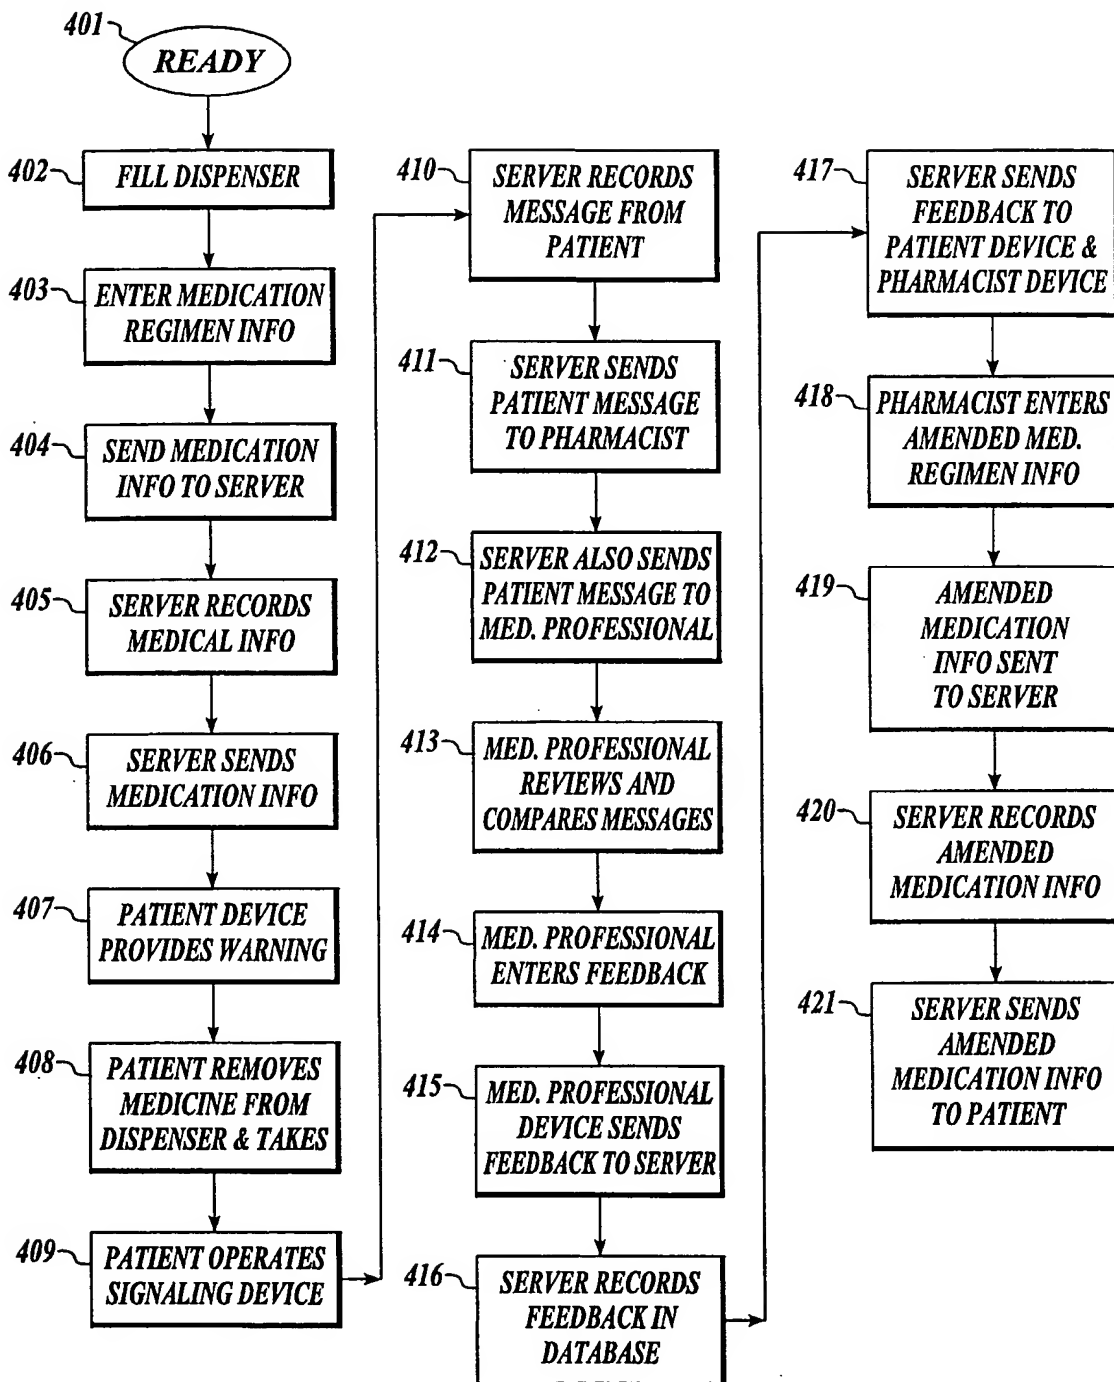 401
READY
402
FILL DISPENSER
403
ENTER MEDICATION
REGIMEN INFO
404
SEND MEDICATION
INFO TO SERVER
405
SERVER RECORDS
MEDICAL INFO
406
SERVER SENDS
MEDICATION INFO
407
PATIENT DEVICE
PROVIDES WARNING
408
PATIENT REMOVES
MEDICINE FROM
DISPENSER & TAKES
409
PATIENT OPERATES
SIGNALING DEVICE
410
SERVER RECORDS
MESSAGE FROM
PATIENT
411
SERVER SENDS
PATIENT MESSAGE
TO PHARMACIST
412
SERVER ALSO SENDS
PATIENT MESSAGE TO
MED. PROFESSIONAL
413
MED. PROFESSIONAL
REVIEWS AND
COMPARES MESSAGES
414
MED. PROFESSIONAL
ENTERS FEEDBACK
415
MED. PROFESSIONAL
DEVICE SENDS
FEEDBACK TO SERVER
416
SERVER RECORDS
FEEDBACK IN
DATABASE
417
SERVER SENDS
FEEDBACK TO
PATIENT DEVICE &
PHARMACIST DEVICE
418
PHARMACIST ENTERS
AMENDED MED.
REGIMEN INFO
419
AMENDED
MEDICATION
INFO SENT
TO SERVER
420
SERVER RECORDS
AMENDED
MEDICATION INFO
421
SERVER SENDS
AMENDED
MEDICATION INFO
TO PATIENT